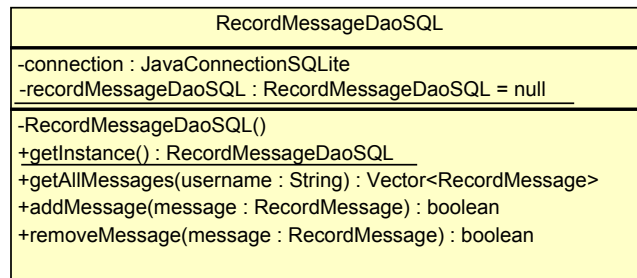 RecordMessageDaoSQL
-connection : JavaConnectionSQLite
-recordMessageDaoSQL : RecordMessageDaoSQL = null
-RecordMessageDaoSQL()
+getInstance() : RecordMessageDaoSQL
+getAllMessages(username : String) : Vector<RecordMessage>
+addMessage(message : RecordMessage) : boolean
+removeMessage(message : RecordMessage) : boolean